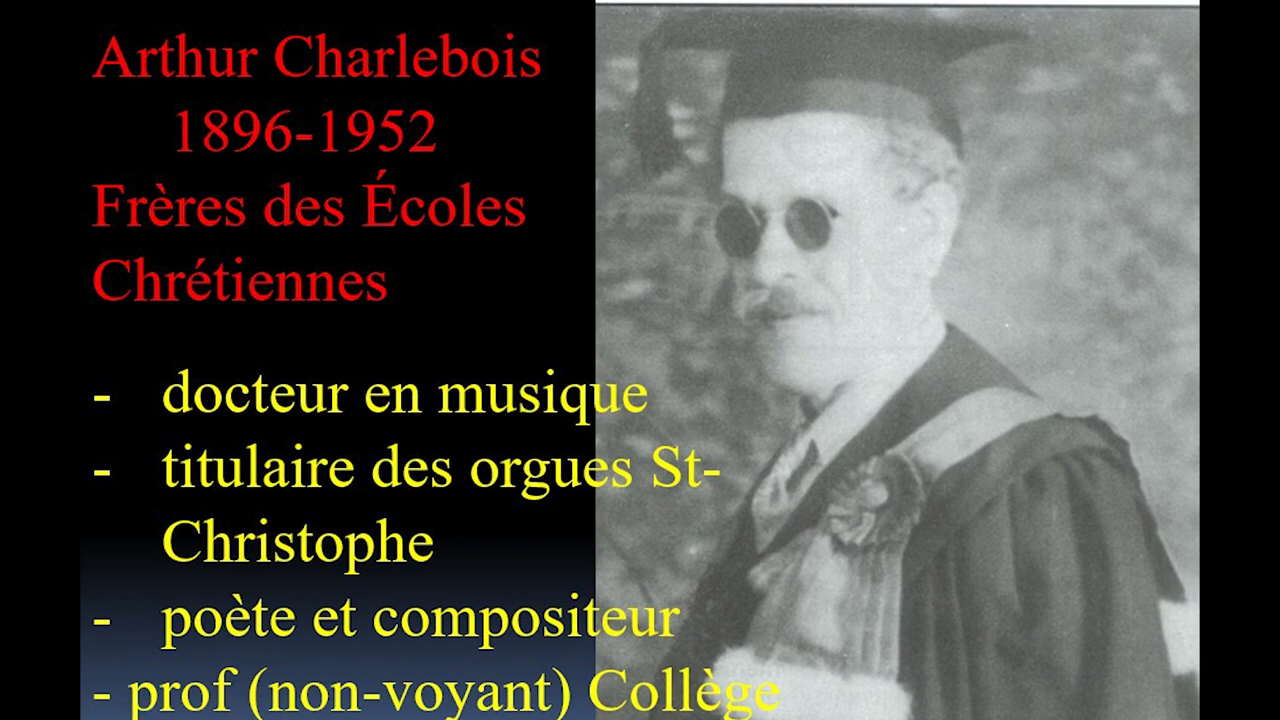 Arthur Charlebois
1896-1952
Frères des Écoles
Chrétiennes
- docteur en musique
- titulaire des orgues St-
Christophe
- poète et compositeur
- prof (non-voyant) Collège